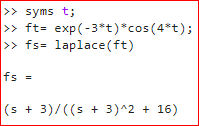 >> syms t;
>> ft= exp(-3*t)*cos(4*t);
>> fs= laplace(ft)
fs =
(s + 3)/((s + 3)^2 + 16)